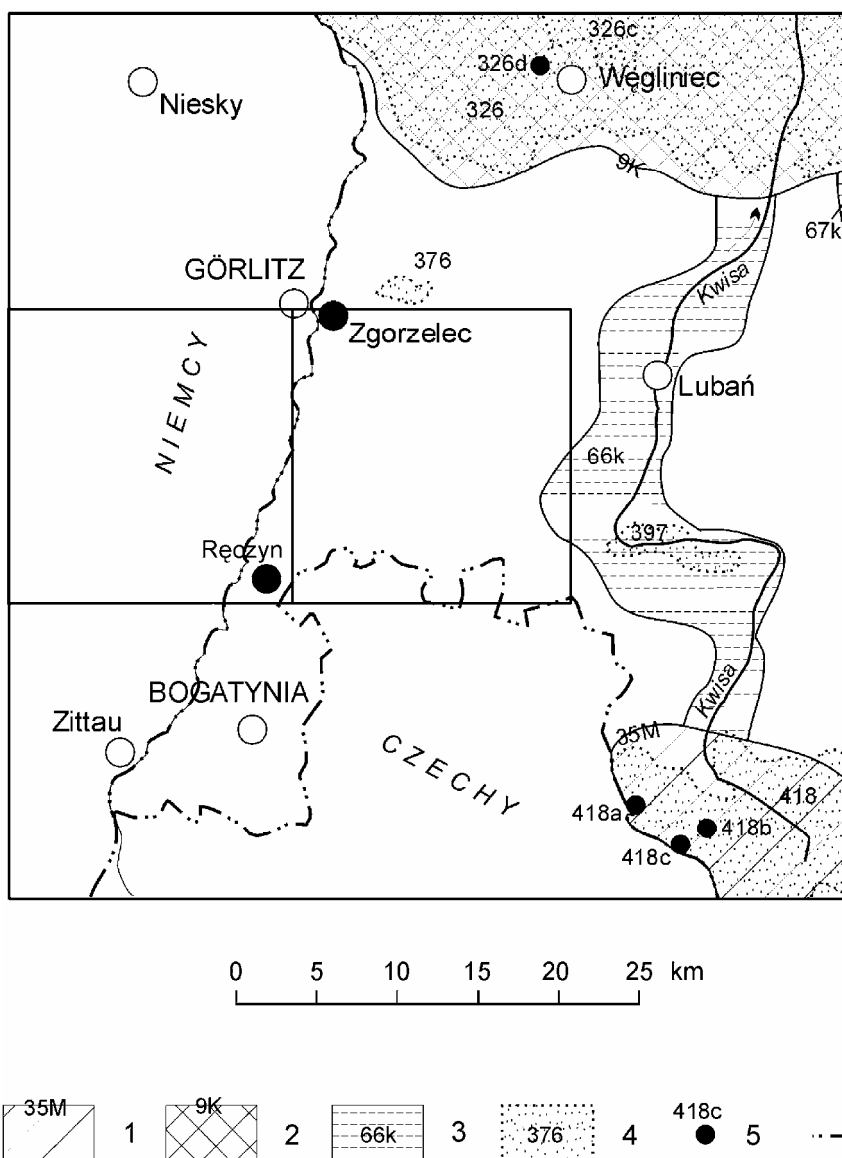 326c
326d
Węgliniec
Niesky
326
9K
67k
376
GÖRLITZ
Kwisa
Zgorzelec
NIEMCY
Lubań
66k
397
Ręczyn
Kwisa
BOGATYNIA
Zittau
35M
CZECHY
418
418a
418b
418c
0 5 10 15 20 25 km
35M 1 9K 2 66k 3 376 4 418c 5